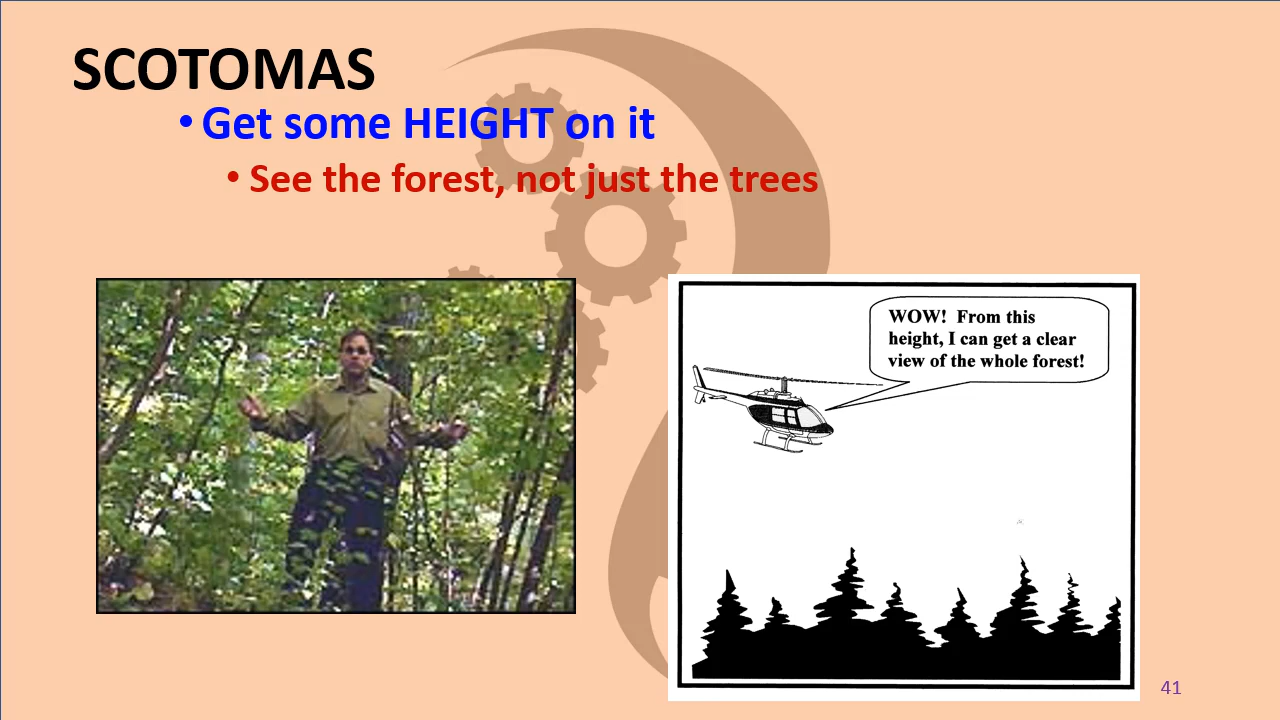 SCOTOMAS
• Get some HEIGHT on it
• See the forest, not just the trees
WOW! From this
height, I can get a clear
view of the whole forest!
41